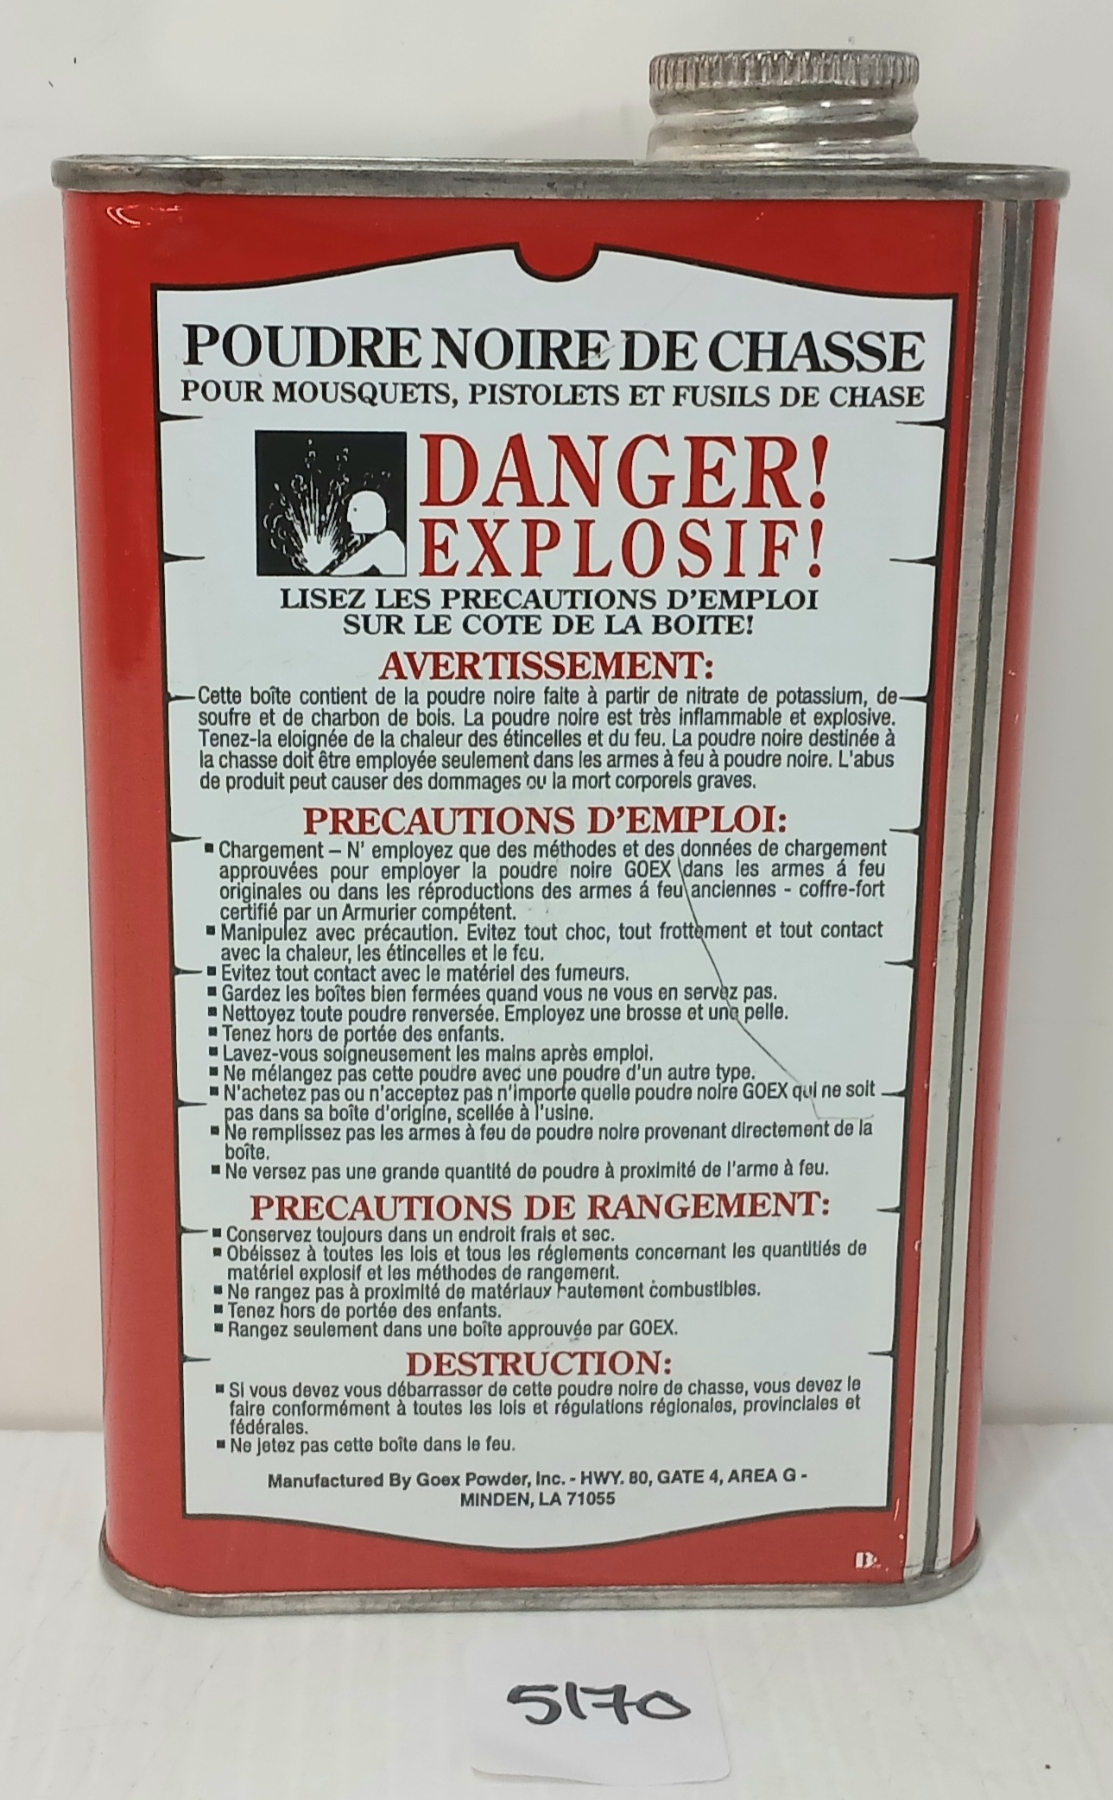 POUDRE NOIRE DE CHASSE
POUR MOUSQUETS, PISTOLETS ET FUSILS DE CHASE
DANGER!
EXPLOSIF!
LISEZ LES PRECAUTIONS D'EMPLOI
SUR LE COTE DE LA BOITE!
AVERTISSEMENT:
Cette boîte contient de la poudre noire faite à partir de nitrate de potassium, de
soufre et de charbon de bois. La poudre noire est très inflammable et explosive.
Tenez-la eloignée de la chaleur des étincelles et du feu. La poudre noire destinée à
la chasse doit être employée seulement dans les armes à feu à poudre noire. L'abus
de produit peut causer des dommages ou la mort corporels graves.
PRECAUTIONS D'EMPLOI:
▪ Chargement – N' employez que des méthodes et des données de chargement
approuvées pour employer la poudre noire GOEX dans les armes á feu
originales ou dans les réproductions des armes á feu anciennes - coffre-fort
certifié par un Armurier compétent.
▪ Manipulez avec précaution. Evitez tout choc, tout frottement et tout contact
avec la chaleur, les étincelles et le feu.
▪ Evitez tout contact avec le matériel des fumeurs.
▪ Gardez les boîtes bien fermées quand vous ne vous en servez pas.
▪ Nettoyez toute poudre renversée. Employez une brosse et une pelle.
▪ Tenez hors de portée des enfants.
▪ Lavez-vous soigneusement les mains après emploi.
▪ Ne mélangez pas cette poudre avec une poudre d'un autre type.
▪ N'achetez pas ou n'acceptez pas n'importe quelle poudre noire GOEX qui ne soit
pas dans sa boîte d'origine, scellée à l'usine.
▪ Ne remplissez pas les armes à feu de poudre noire provenant directement de la
boîte.
▪ Ne versez pas une grande quantité de poudre à proximité de l'arme à feu.
PRECAUTIONS DE RANGEMENT:
▪ Conservez toujours dans un endroit frais et sec.
▪ Obéissez à toutes les lois et tous les réglements concernant les quantitiés de
matériel explosif et les méthodes de rangement.
▪ Ne rangez pas à proximité de matériaux hautement combustibles.
▪ Tenez hors de portée des enfants.
▪ Rangez seulement dans une boîte approuvée par GOEX.
DESTRUCTION:
▪ Si vous devez vous débarrasser de cette poudre noire de chasse, vous devez le
faire conformément à toutes les lois et régulations régionales, provinciales et
fédérales.
▪ Ne jetez pas cette boîte dans le feu.
Manufactured By Goex Powder, Inc. - HWY. 80, GATE 4, AREA G -
MINDEN, LA 71055
5170